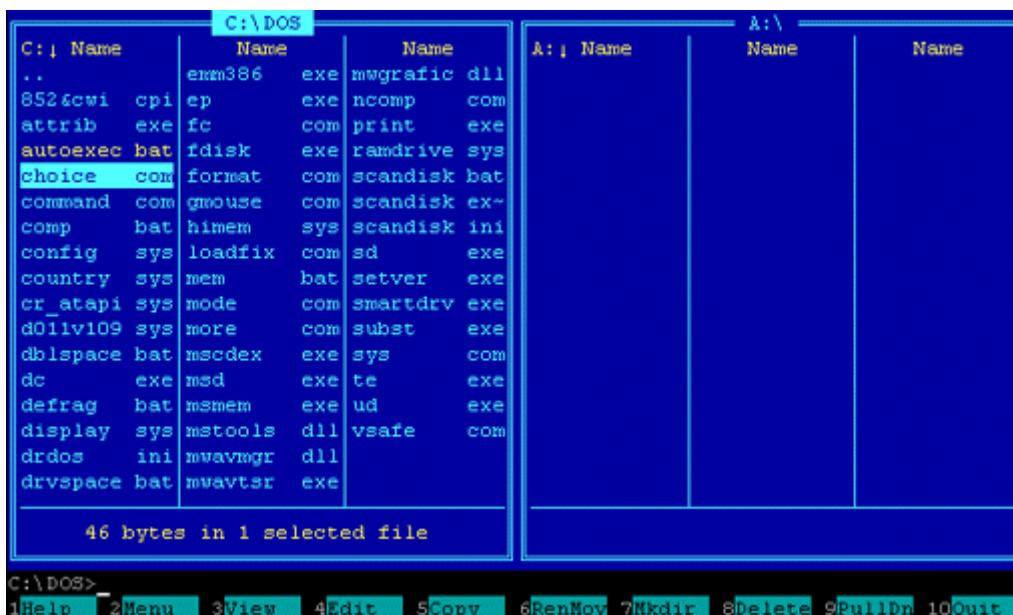 C:\DOS A:\
C:↓ Name Name Name A:↓ Name Name Name
.. emm386 exe mwgrafic dll
852&cwi cpi ep exe ncomp com
attrib exe fc com print exe
autoexec bat fdisk exe ramdrive sys
choice com format com scandisk bat
command com gmouse com scandisk ex~
comp bat himem sys scandisk ini
config sys loadfix com sd exe
country sys mem bat setver exe
cr_atapi sys mode com smartdrv exe
d011v109 sys more com subst exe
dblspace bat mscdex exe sys com
dc exe msd exe te exe
defrag bat msmem exe ud exe
display sys mstools dll vsafe com
drdos ini mwavmgr dll
drvspace bat mwavtsr exe
46 bytes in 1 selected file
C:\DOS>_
1Help 2Menu 3View 4Edit 5Copy 6RenMov 7Mkdir 8Delete 9PullDn 10Quit